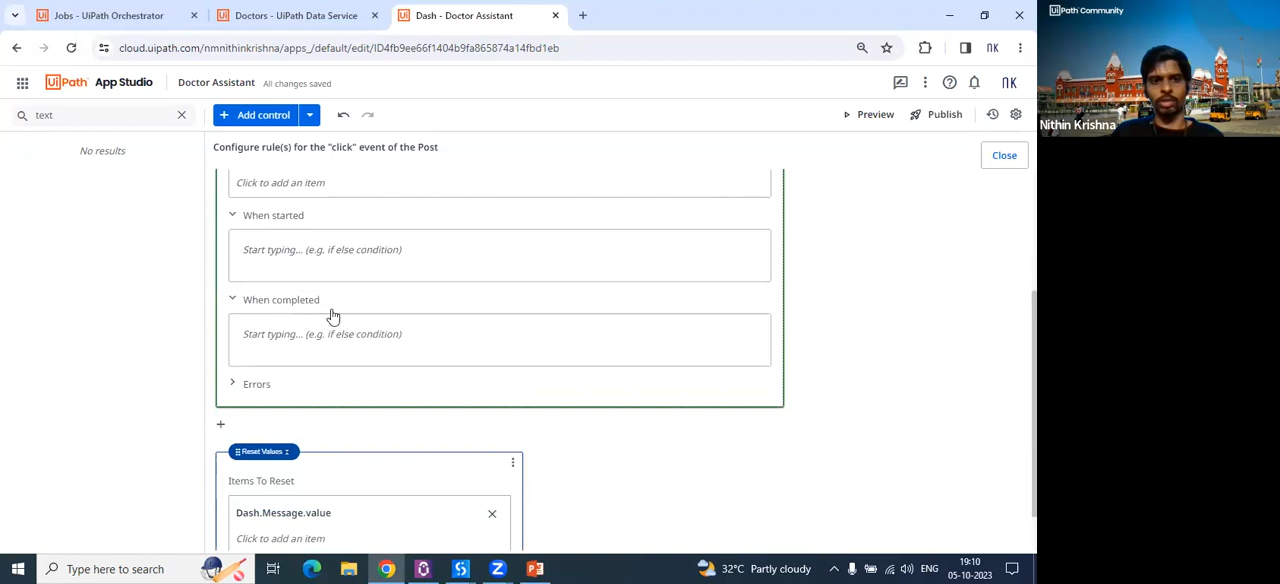 Jobs - UiPath Orchestrator
Doctors - UiPath Data Service
Dash - Doctor Assistant
cloud.uipath.com/nmnithinkrishna/apps_/default/edit/ID4fb9ee66f1404b9fa865874a14fbd1eb
NK
UiPath App Studio
Doctor Assistant
All changes saved
NK
text
Add control
Preview
Publish
No results
Configure rule(s) for the "click" event of the Post
Close
Click to add an item
When started
Start typing... (e.g. if else condition)
When completed
Start typing... (e.g. if else condition)
Errors
Reset Values
Items To Reset
Dash.Message.value
Click to add an item
Type here to search
32°C Partly cloudy
ENG
19:10
05-10-2023
UiPath Community
Nithin Krishna